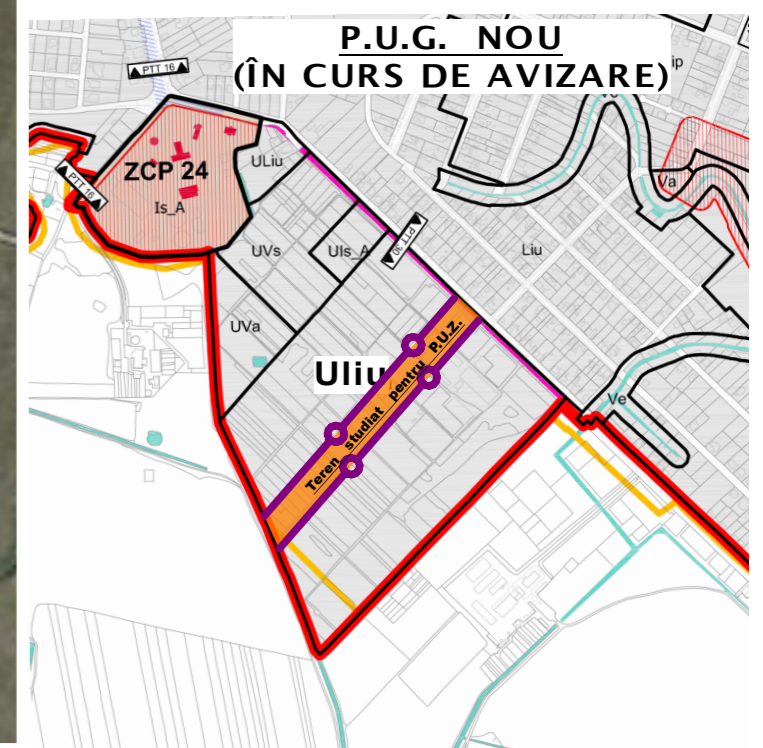 P.U.G. NOU
(ÎN CURS DE AVIZARE)
PTT 16
ip
ZCP 24
ULiu
Va
PTT 16
Is_A
UVs
UIs_A
PTT 30
Liu
UVa
Uliu
Teren studiat pentru P.U.Z.
Ve